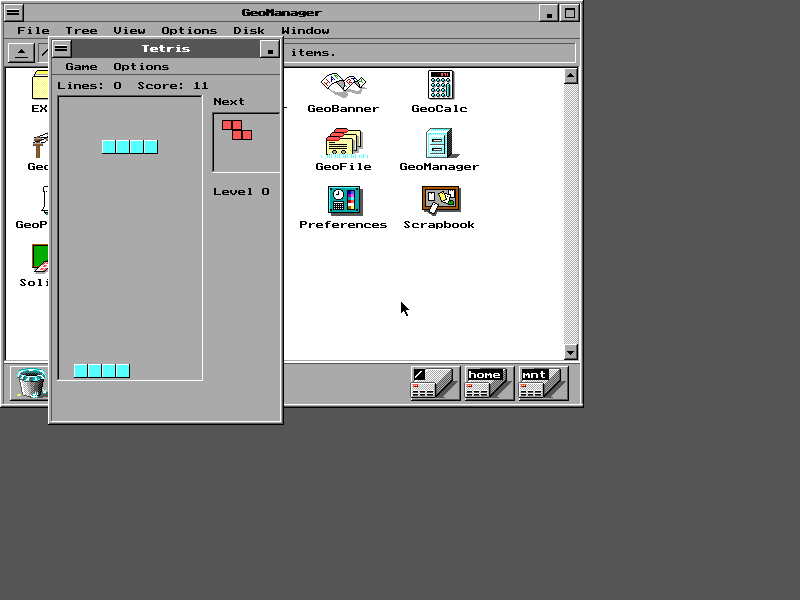 GeoManager
File Tree View Options Disk Window
Tetris
items.
Game Options
Lines: 0 Score: 11
Next
Level 0
EX
GeoBanner
GeoCalc
Geo
GeoFile
GeoManager
GeoP
Preferences
Scrapbook
Soli
/
home
mnt